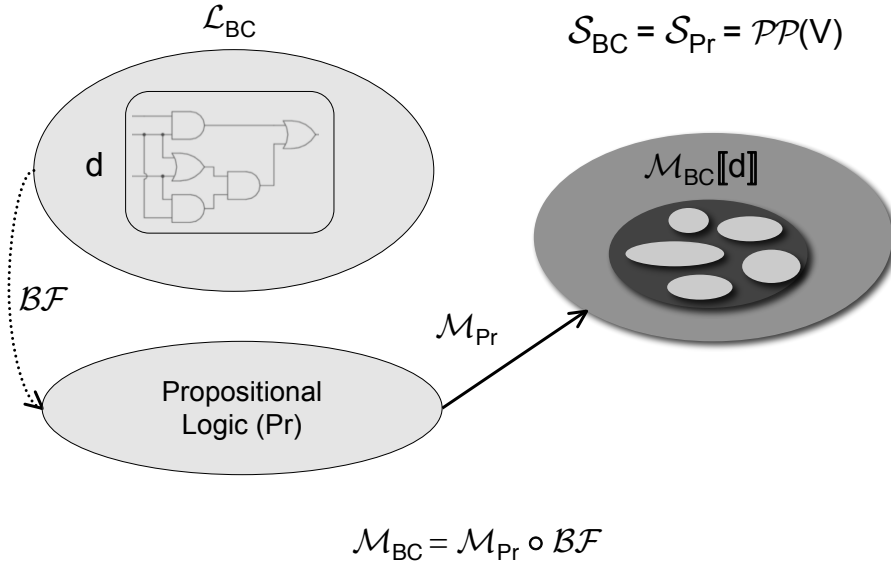 ℒBC
𝒮BC = 𝒮Pr = 𝒫𝒫(V)
d
ℳBC⟦d⟧
ℬℱ
ℳPr
Propositional
Logic (Pr)
ℳBC = ℳPr ∘ ℬℱ